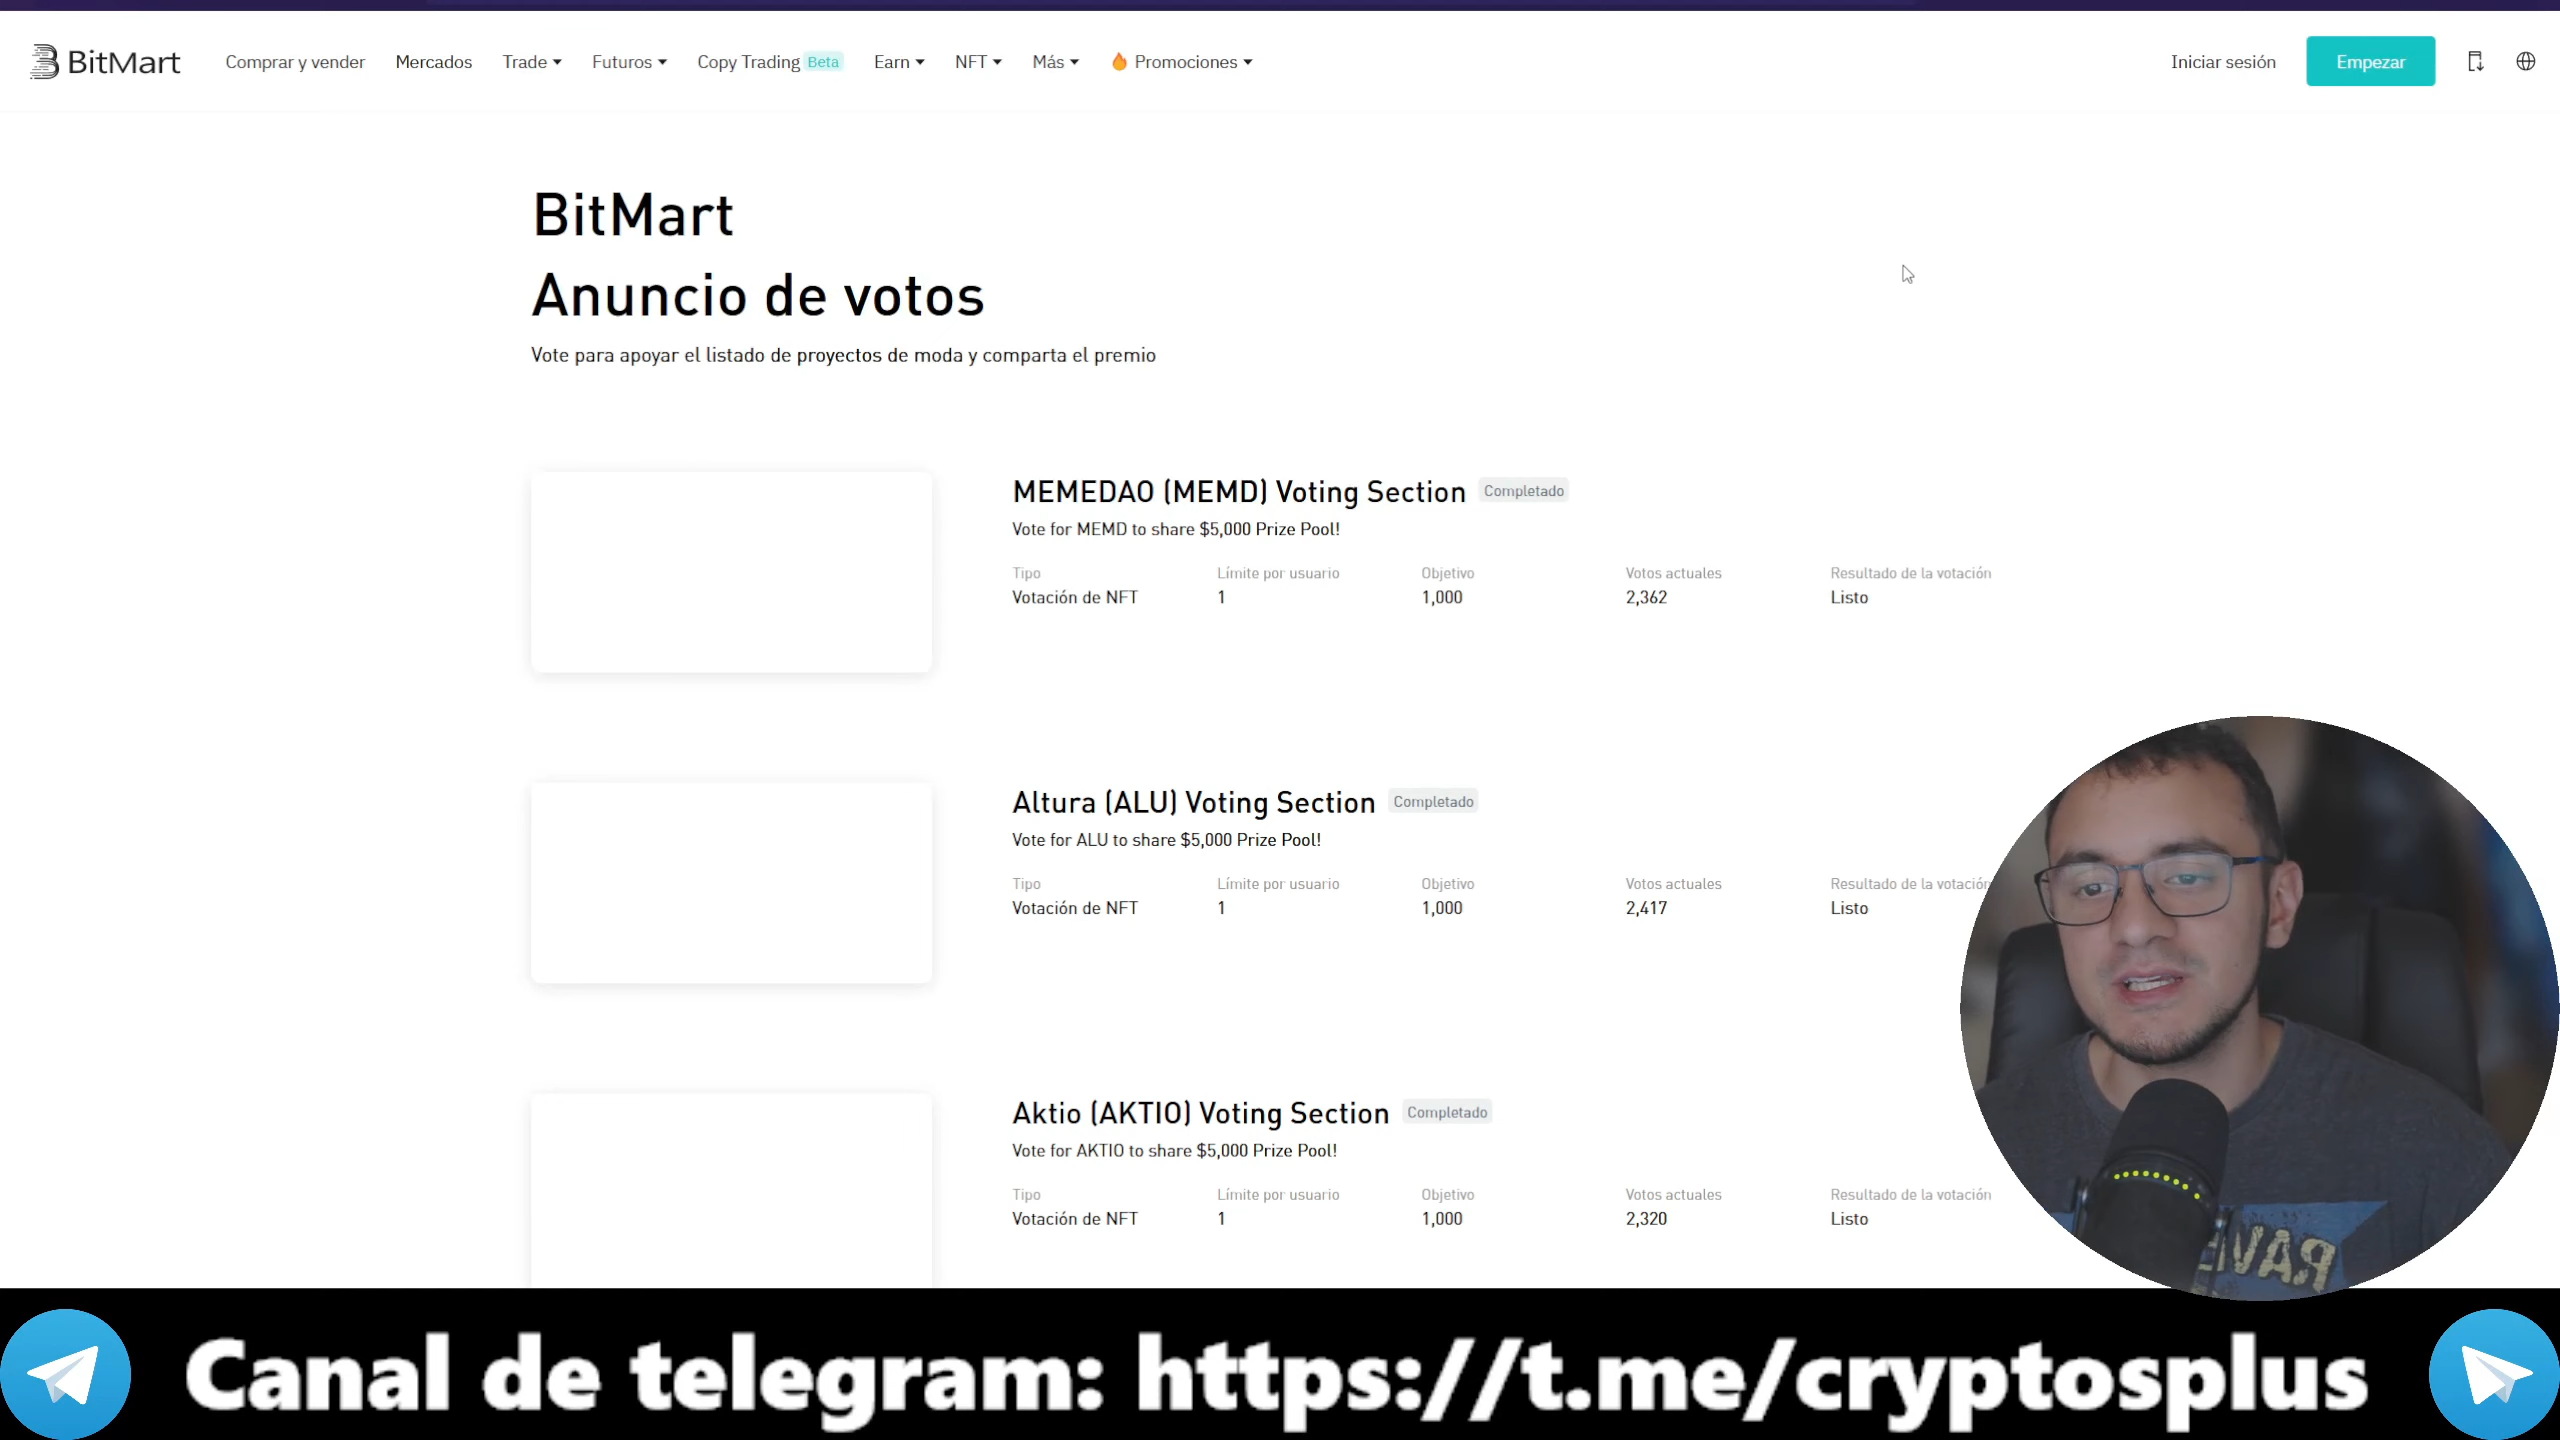 BitMart
Comprar y vender
Mercados
Trade
Futuros
Copy Trading Beta
Earn
NFT
Más
Promociones
Iniciar sesión
Empezar
BitMart
Anuncio de votos
Vote para apoyar el listado de proyectos de moda y comparta el premio
MEMEDAO (MEMD) Voting Section Completado
Vote for MEMD to share $5,000 Prize Pool!
Tipo Límite por usuario Objetivo Votos actuales Resultado de la votación
Votación de NFT 1 1,000 2,362 Listo
Altura (ALU) Voting Section Completado
Vote for ALU to share $5,000 Prize Pool!
Tipo Límite por usuario Objetivo Votos actuales Resultado de la votación
Votación de NFT 1 1,000 2,417 Listo
Aktio (AKTIO) Voting Section Completado
Vote for AKTIO to share $5,000 Prize Pool!
Tipo Límite por usuario Objetivo Votos actuales Resultado de la votación
Votación de NFT 1 1,000 2,320 Listo
Canal de telegram: https://t.me/cryptosplus